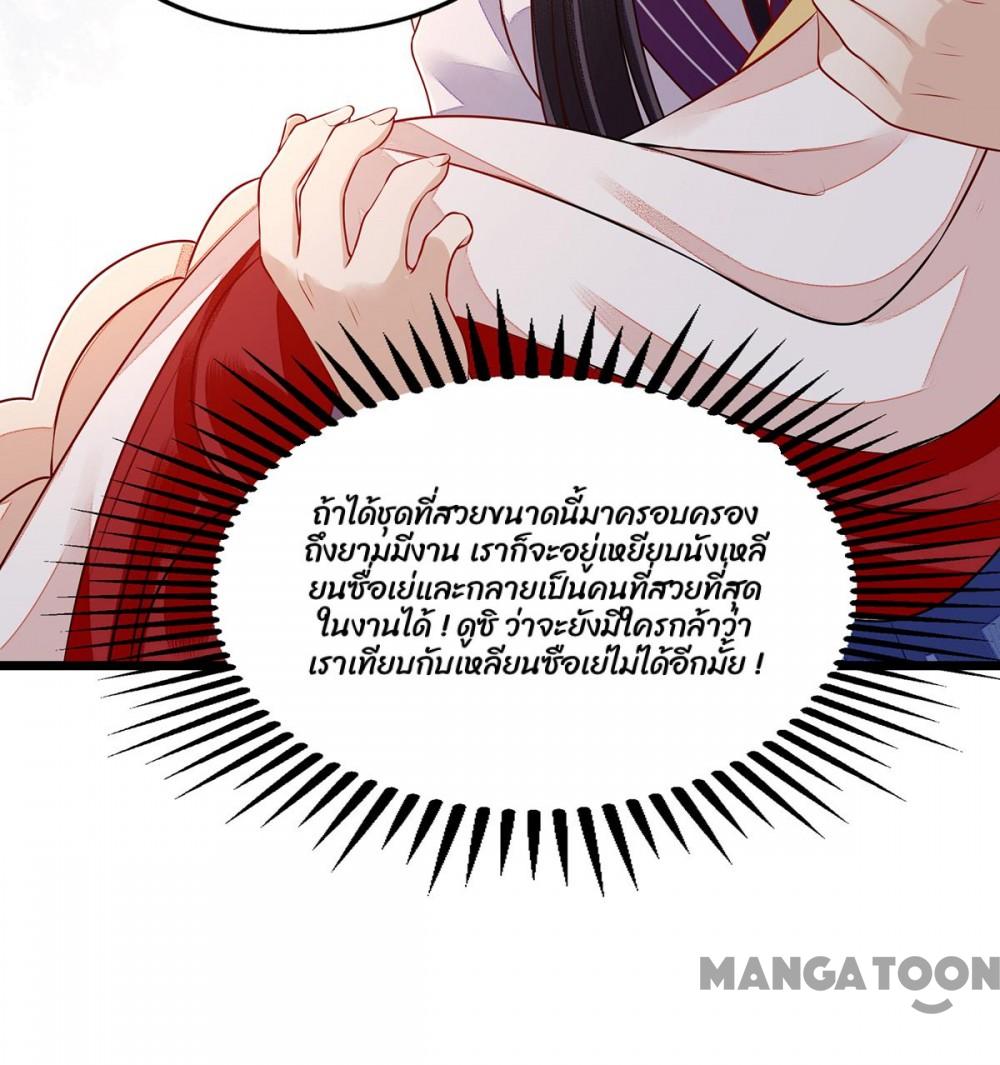 ถ้าได้ชุดที่สวยขนาดนี้มาครอบครอง
ถึงยามมีงาน เราก็จะอยู่เหยียบนังเหลี
ยนซื่อเย่และกลายเป็นคนที่สวยที่สุด
ในงานได้ ! ดูซิ ว่าจะยังมีใครกล้าว่า
เราเทียบกับเหลียนซือเย่ไม่ได้อีกมั้ย !
MANGATOON